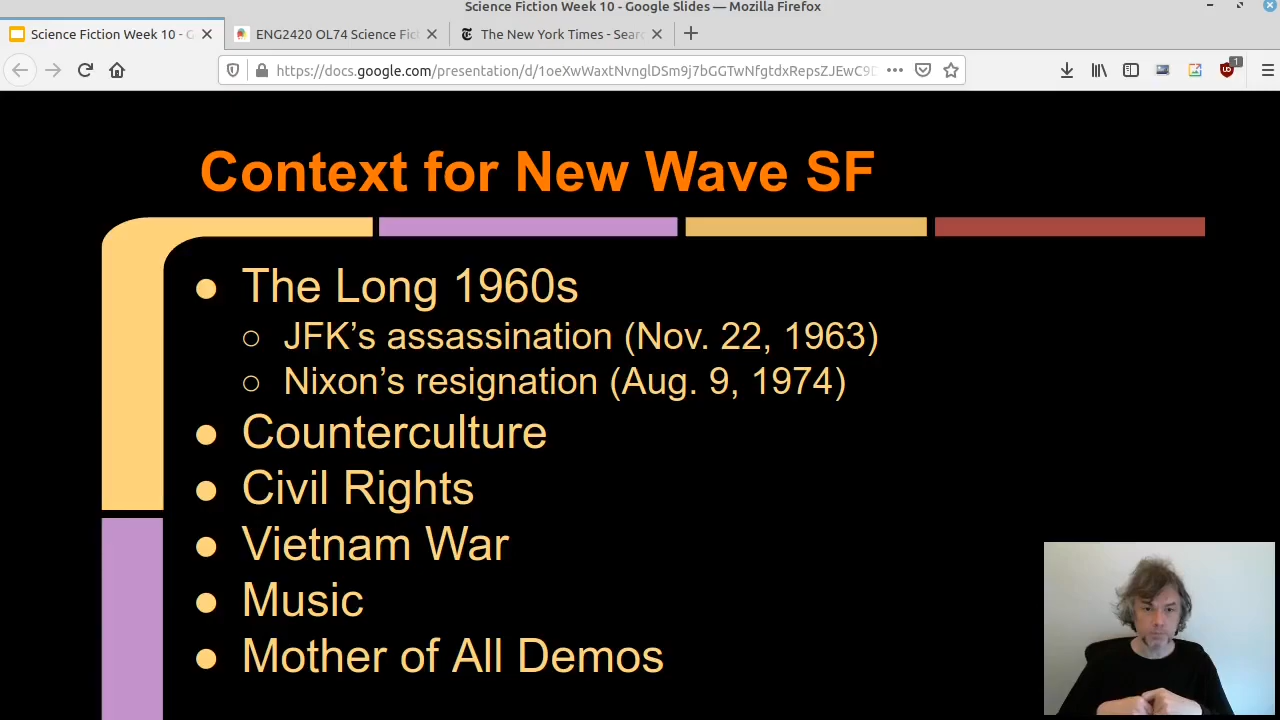 Science Fiction Week 10 - Google Slides — Mozilla Firefox
Science Fiction Week 10 - G
ENG2420 OL74 Science Fic
The New York Times - Sear
https://docs.google.com/presentation/d/1oeXwWaxtNvnglDSm9j7bGGTwNfgtdxRepsZJEwC9D
1
Context for New Wave SF
● The Long 1960s
○ JFK’s assassination (Nov. 22, 1963)
○ Nixon’s resignation (Aug. 9, 1974)
● Counterculture
● Civil Rights
● Vietnam War
● Music
● Mother of All Demos